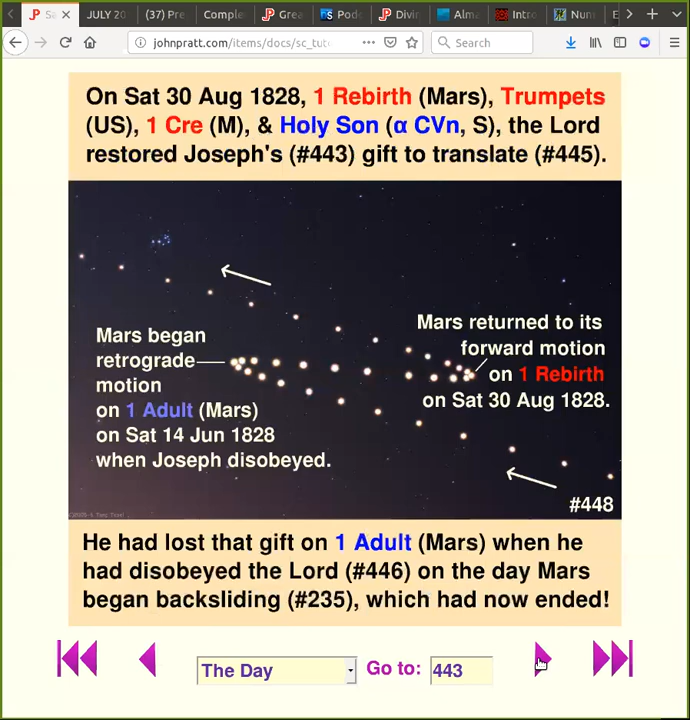 Sa
JULY 20
(37) Pre
Comple
Grea
Pode
Divi
Alma
Intro
Nun
E
johnpratt.com/items/docs/sc_tut
Search
On Sat 30 Aug 1828, 1 Rebirth (Mars), Trumpets
(US), 1 Cre (M), & Holy Son (α CVn, S), the Lord
restored Joseph's (#443) gift to translate (#445).
Mars began
retrograde
motion
on 1 Adult (Mars)
on Sat 14 Jun 1828
when Joseph disobeyed.
Mars returned to its
forward motion
on 1 Rebirth
on Sat 30 Aug 1828.
#448
He had lost that gift on 1 Adult (Mars) when he
had disobeyed the Lord (#446) on the day Mars
began backsliding (#235), which had now ended!
The Day
Go to:
443